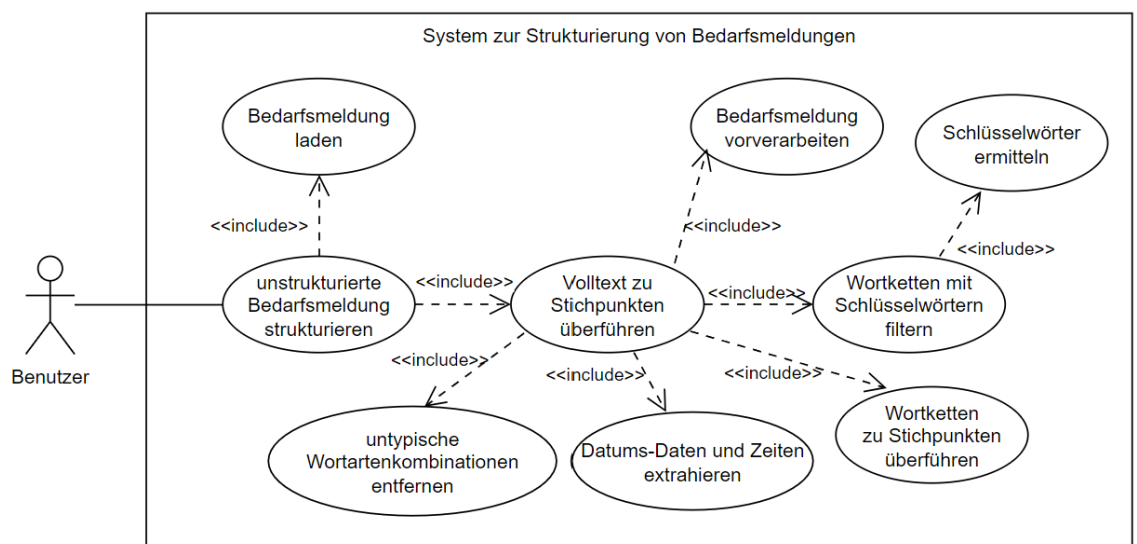 System zur Strukturierung von Bedarfsmeldungen
Bedarfsmeldung
laden
Bedarfsmeldung
vorverarbeiten
Schlüsselwörter
ermitteln
<<include>>
<<include>>
<<include>>
unstrukturierte
Bedarfsmeldung
strukturieren
<<include>>
Volltext zu
Stichpunkten
überführen
<<include>>
Wortketten mit
Schlüsselwörtern
filtern
Benutzer
<<include>>
<<include>>
<<include>>
untypische
Wortartenkombinationen
entfernen
Datums-Daten und Zeiten
extrahieren
Wortketten
zu Stichpunkten
überführen